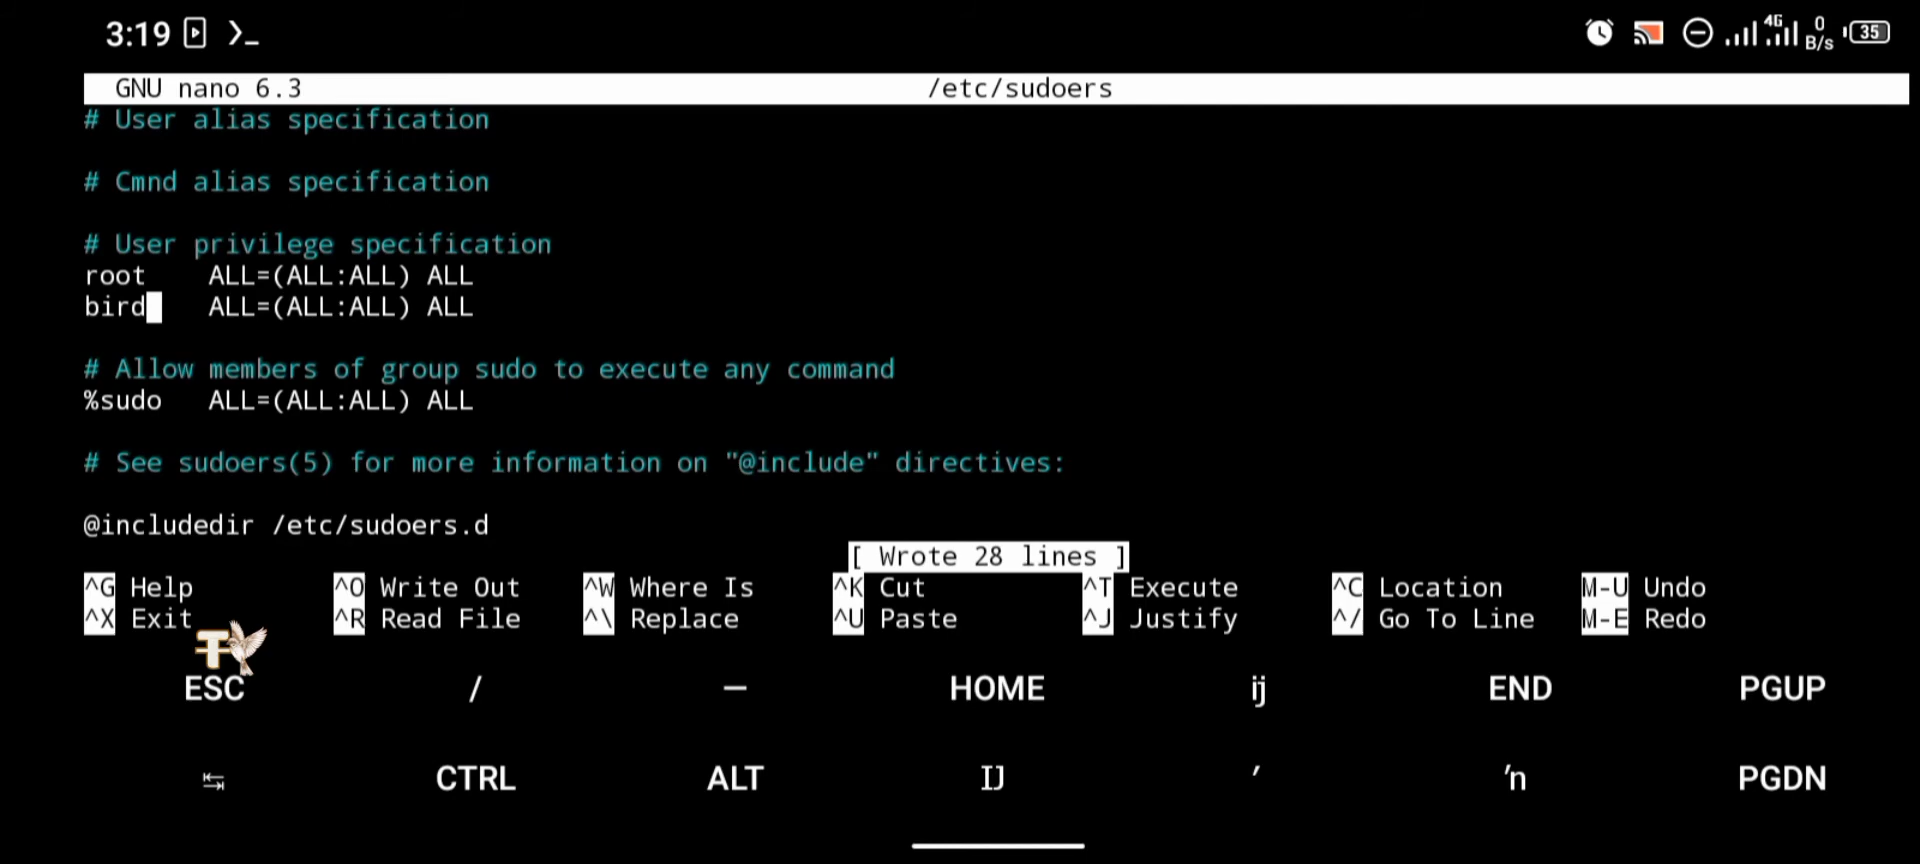 3:19
4G 0 B/s 35
GNU nano 6.3 /etc/sudoers
# User alias specification
# Cmnd alias specification
# User privilege specification
root ALL=(ALL:ALL) ALL
bird ALL=(ALL:ALL) ALL
# Allow members of group sudo to execute any command
%sudo ALL=(ALL:ALL) ALL
# See sudoers(5) for more information on "@include" directives:
@includedir /etc/sudoers.d
[ Wrote 28 lines ]
^G Help ^O Write Out ^W Where Is ^K Cut ^T Execute ^C Location M-U Undo
^X Exit ^R Read File ^\ Replace ^U Paste ^J Justify ^/ Go To Line M-E Redo
T
ESC / — HOME ĳ END PGUP
↹ CTRL ALT Ĳ ′ ŉ PGDN